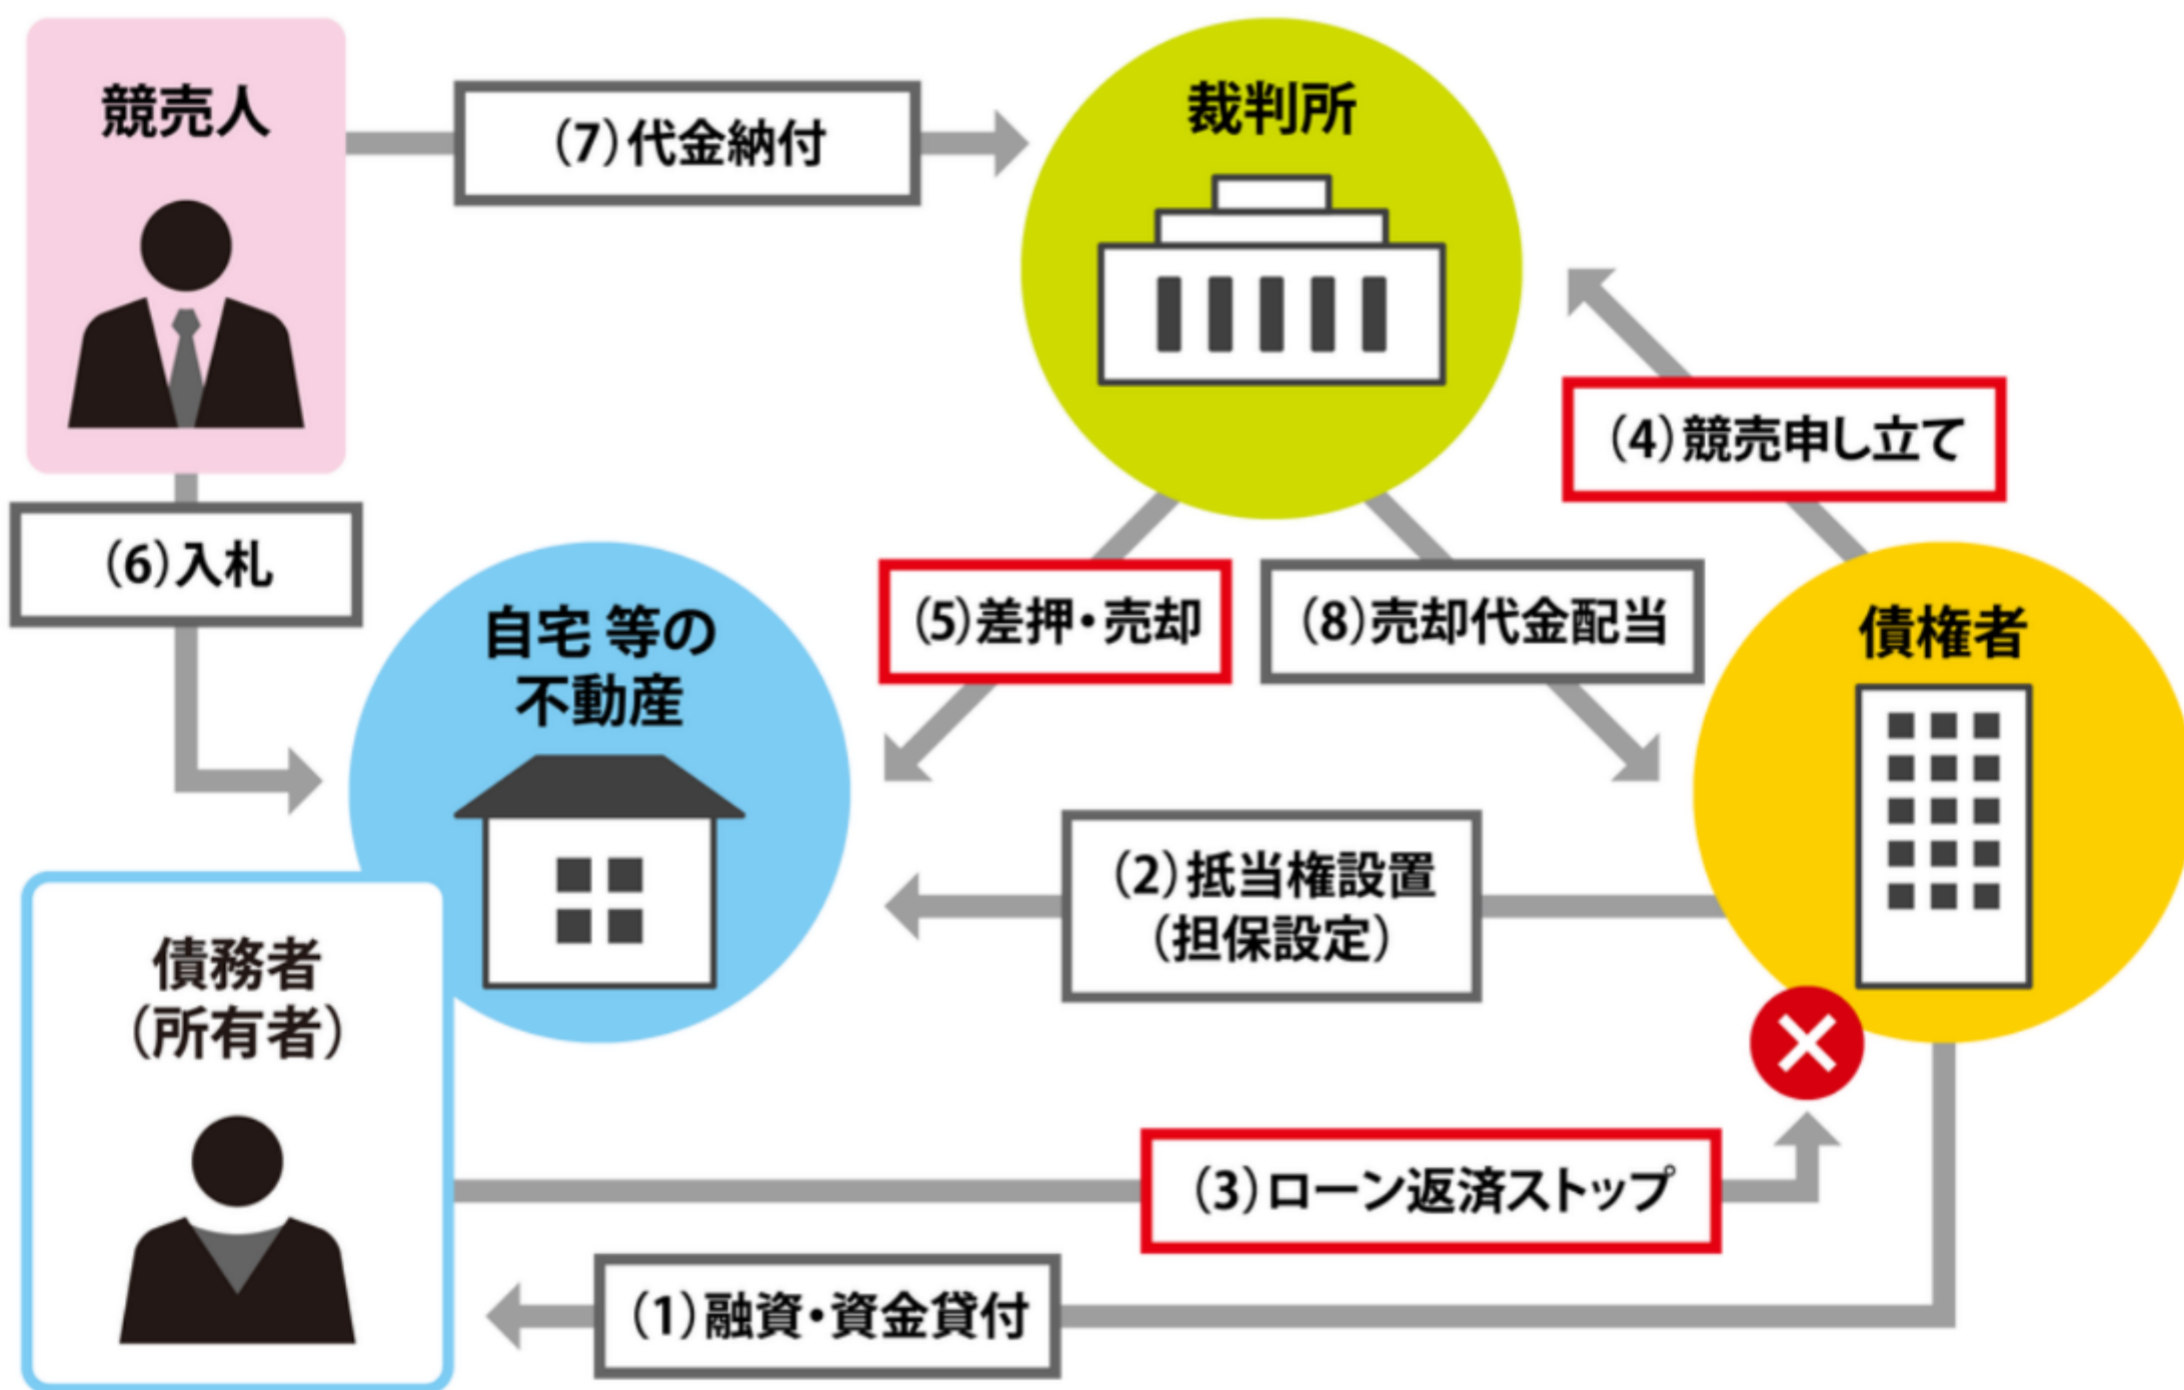 競売人
(7)代金納付
裁判所
(4)競売申し立て
(6)入札
自宅 等の
不動産
(5)差押・売却
(8)売却代金配当
債権者
(2)抵当権設置
(担保設定)
債務者
(所有者)
(3)ローン返済ストップ
(1)融資・資金貸付